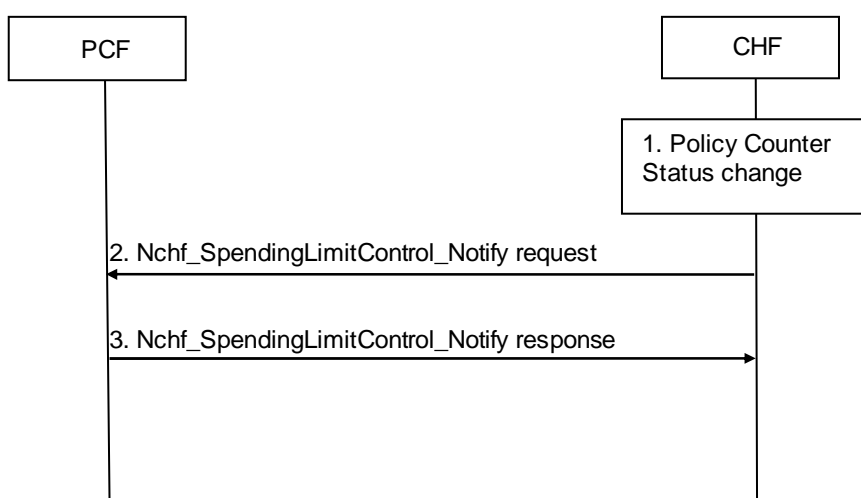 PCF
CHF
1. Policy Counter
Status change
2. Nchf_SpendingLimitControl_Notify request
3. Nchf_SpendingLimitControl_Notify response